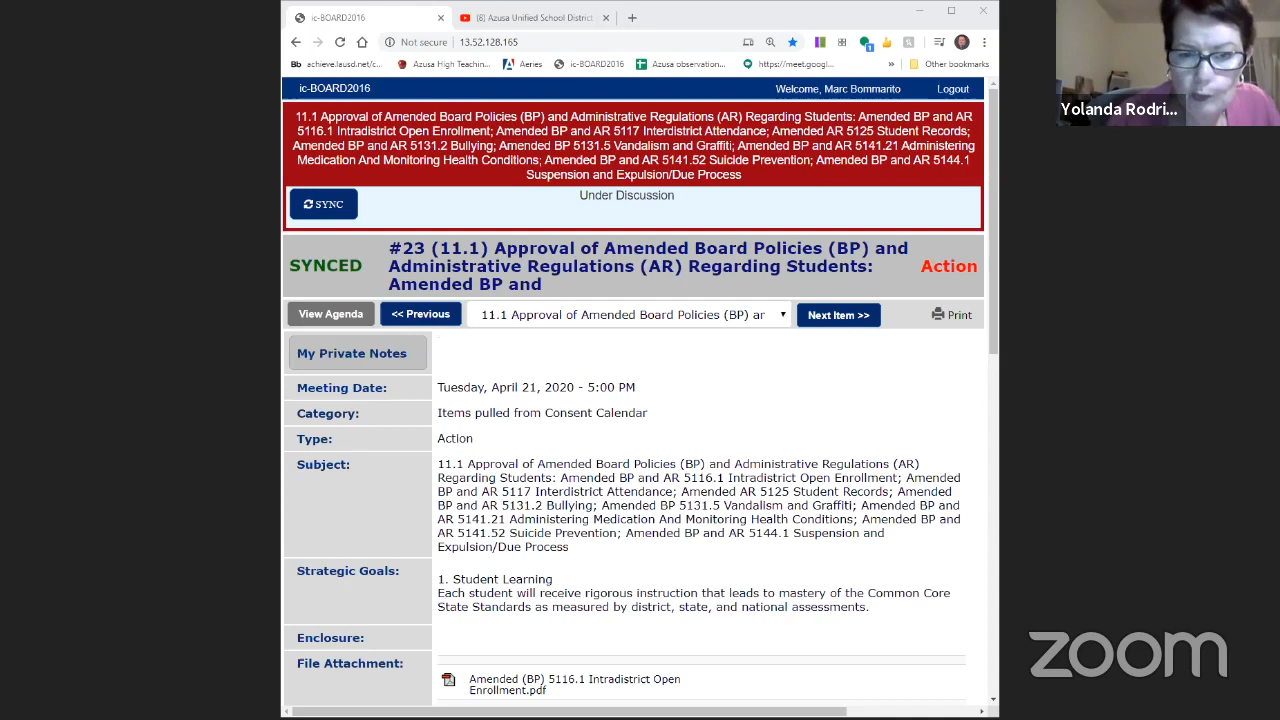 ic-BOARD2016
(8) Azusa Unified School District
Not secure
13.52.128.165
Bb achieve.lausd.net/c...
Azusa High Teachin...
Aeries
ic-BOARD2016
Azusa observation...
https://meet.googl...
»
Other bookmarks
Yolanda Rodri...
ic-BOARD2016
Welcome, Marc Bommarito
Logout
11.1 Approval of Amended Board Policies (BP) and Administrative Regulations (AR) Regarding Students: Amended BP and AR
5116.1 Intradistrict Open Enrollment; Amended BP and AR 5117 Interdistrict Attendance; Amended AR 5125 Student Records;
Amended BP and AR 5131.2 Bullying; Amended BP 5131.5 Vandalism and Graffiti; Amended BP and AR 5141.21 Administering
Medication And Monitoring Health Conditions; Amended BP and AR 5141.52 Suicide Prevention; Amended BP and AR 5144.1
Suspension and Expulsion/Due Process
SYNC
Under Discussion
SYNCED
#23 (11.1) Approval of Amended Board Policies (BP) and
Administrative Regulations (AR) Regarding Students:
Amended BP and
Action
View Agenda
<< Previous
11.1 Approval of Amended Board Policies (BP) ar
Next Item >>
Print
My Private Notes
Meeting Date:
Tuesday, April 21, 2020 - 5:00 PM
Category:
Items pulled from Consent Calendar
Type:
Action
Subject:
11.1 Approval of Amended Board Policies (BP) and Administrative Regulations (AR)
Regarding Students: Amended BP and AR 5116.1 Intradistrict Open Enrollment; Amended
BP and AR 5117 Interdistrict Attendance; Amended AR 5125 Student Records; Amended
BP and AR 5131.2 Bullying; Amended BP 5131.5 Vandalism and Graffiti; Amended BP and
AR 5141.21 Administering Medication And Monitoring Health Conditions; Amended BP and
AR 5141.52 Suicide Prevention; Amended BP and AR 5144.1 Suspension and
Expulsion/Due Process
Strategic Goals:
1. Student Learning
Each student will receive rigorous instruction that leads to mastery of the Common Core
State Standards as measured by district, state, and national assessments.
Enclosure:
File Attachment:
Amended (BP) 5116.1 Intradistrict Open
Enrollment.pdf
zoom